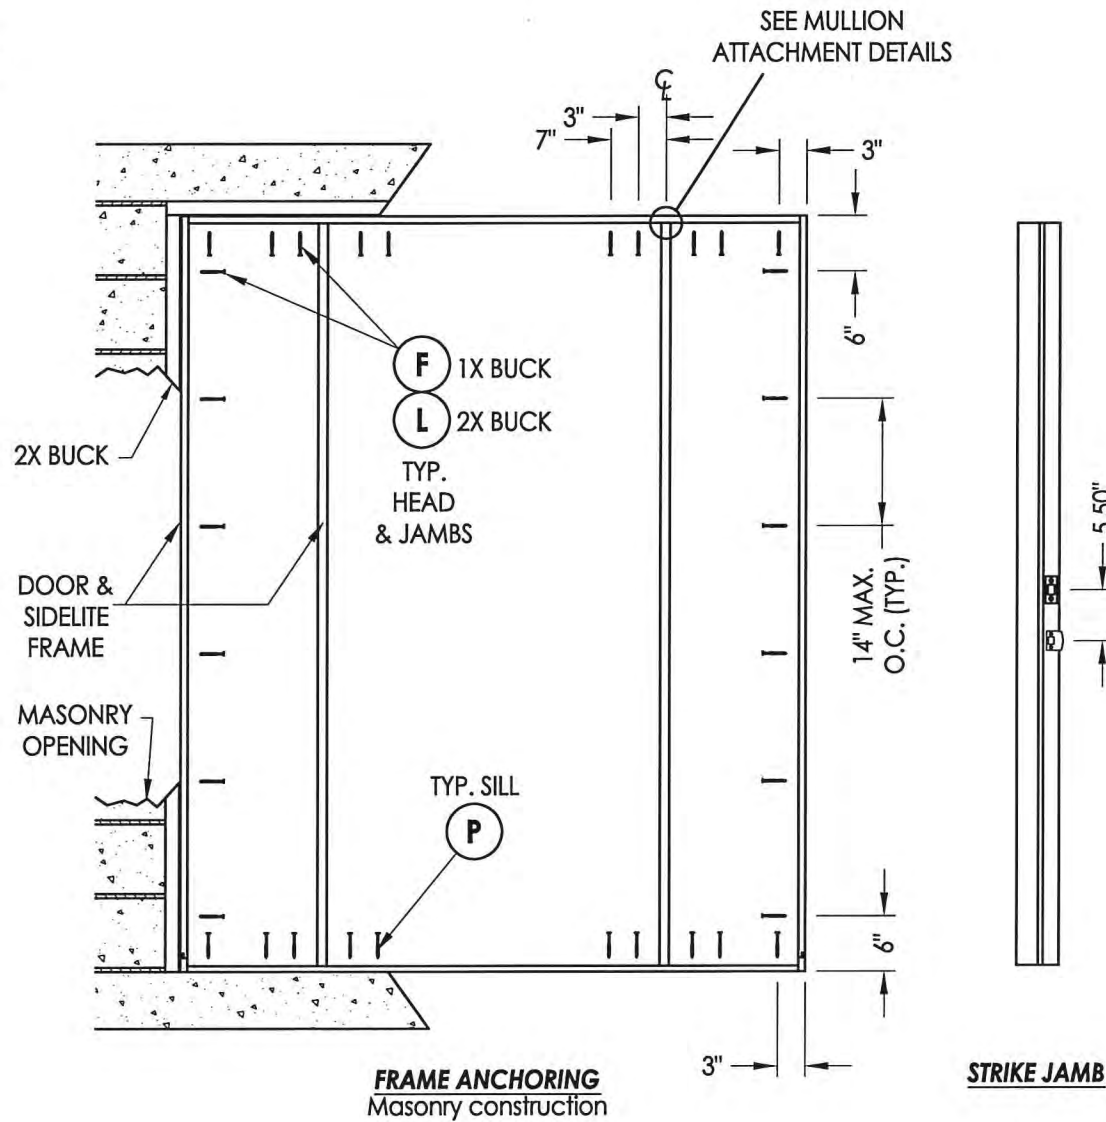 SEE MULLION
ATTACHMENT DETAILS
℄
3"
7"
3"
6"
F 1X BUCK
L 2X BUCK
TYP.
HEAD
& JAMBS
2X BUCK
DOOR &
SIDELITE
FRAME
14" MAX.
O.C. (TYP.)
5.50"
MASONRY
OPENING
TYP. SILL
P
6"
3"
FRAME ANCHORING
Masonry construction
STRIKE JAMB